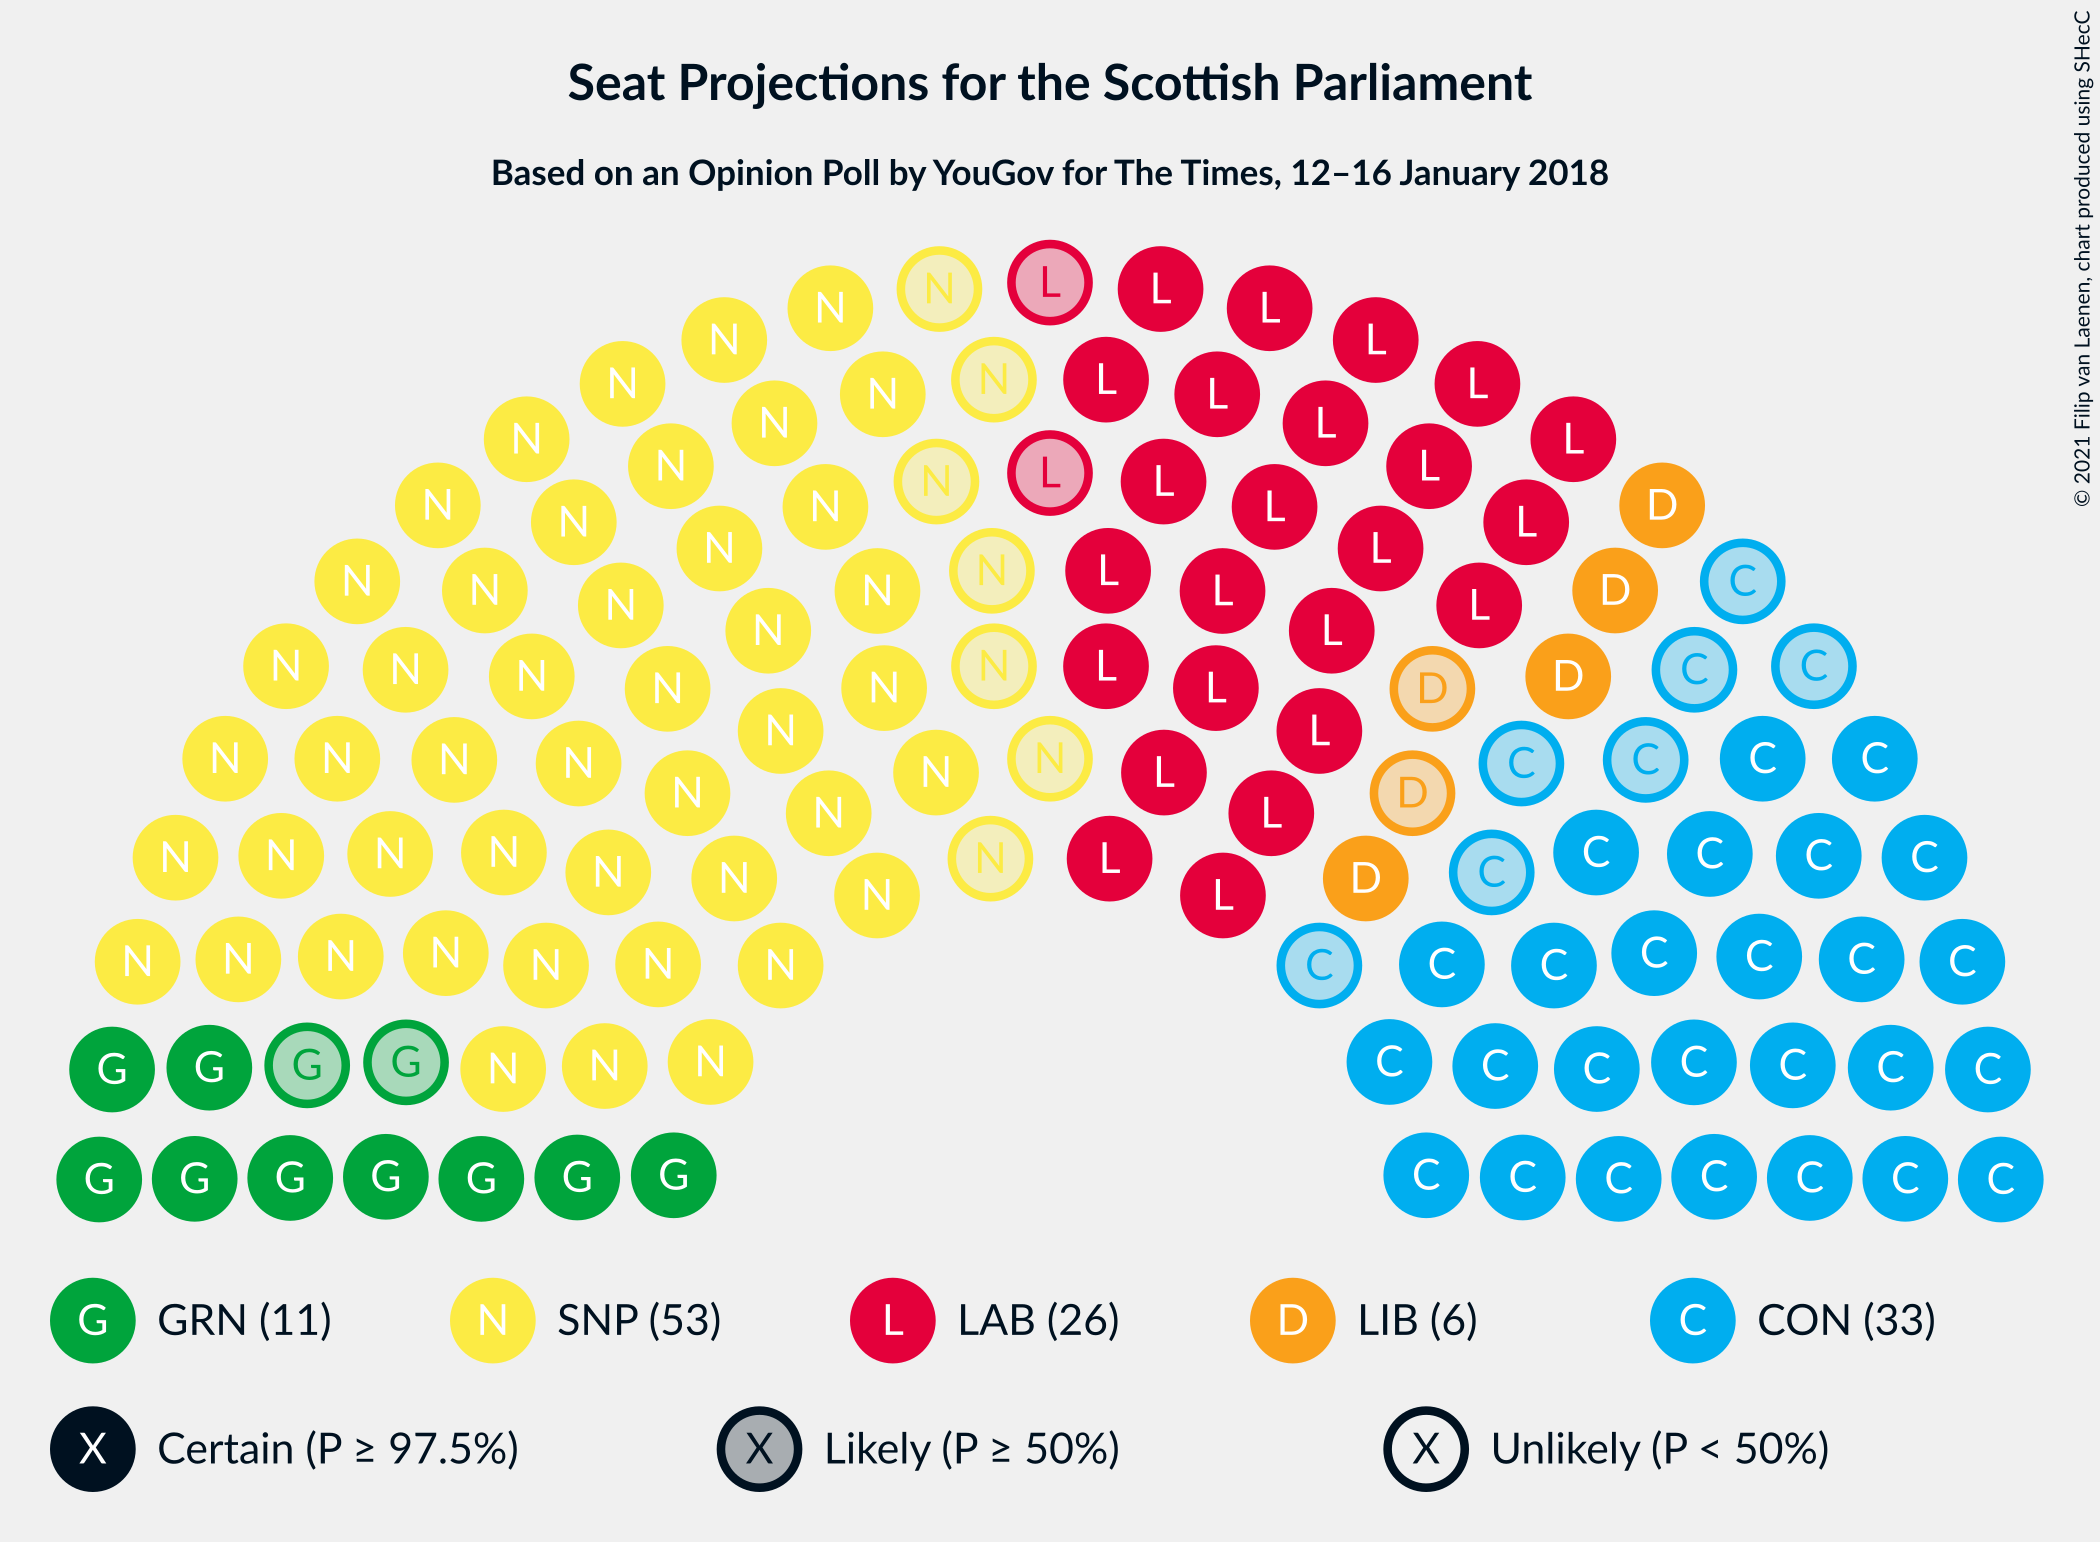 Seat Projections for the Scottish Parliament
Based on an Opinion Poll by YouGov for The Times, 12–16 January 2018
© 2021 Filip van Laenen, chart produced using SHecC
N L L
N L
N N
N L
N L
N N L L
N L
N L L
N L
N N L D
N N L L
N N L
N L
N C
N N L D
N N L L
N N L
N N N L C C
N N D C
N N L D
N N L
N N N N C C C
N N C
N L
N L
N D
N L
N N N N L C C C C
N C
N D
N L
N N N N C C C C
N N N C C C
G G G G C C C C
N N N C C C
G G G G G G G C C C C C C C
G GRN (11) N SNP (53) L LAB (26) D LIB (6) C CON (33)
X Certain (P ≥ 97.5%) X Likely (P ≥ 50%) X Unlikely (P < 50%)